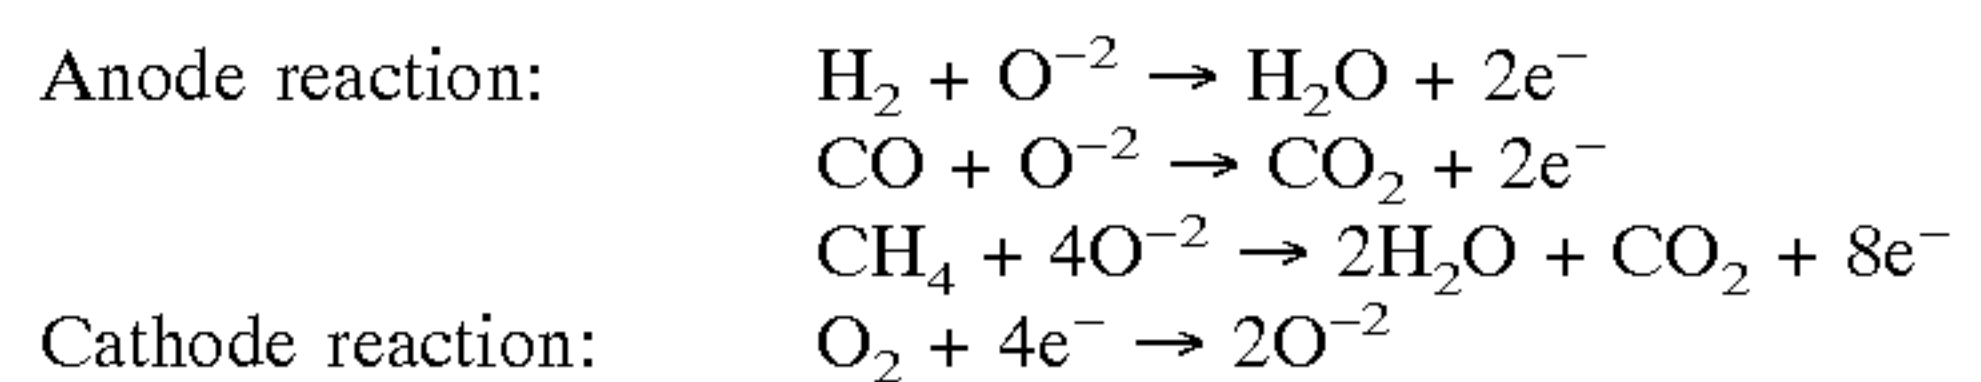 Anode reaction: H₂ + O⁻² → H₂O + 2e⁻
CO + O⁻² → CO₂ + 2e⁻
CH₄ + 4O⁻² → 2H₂O + CO₂ + 8e⁻
Cathode reaction: O₂ + 4e⁻ → 2O⁻²